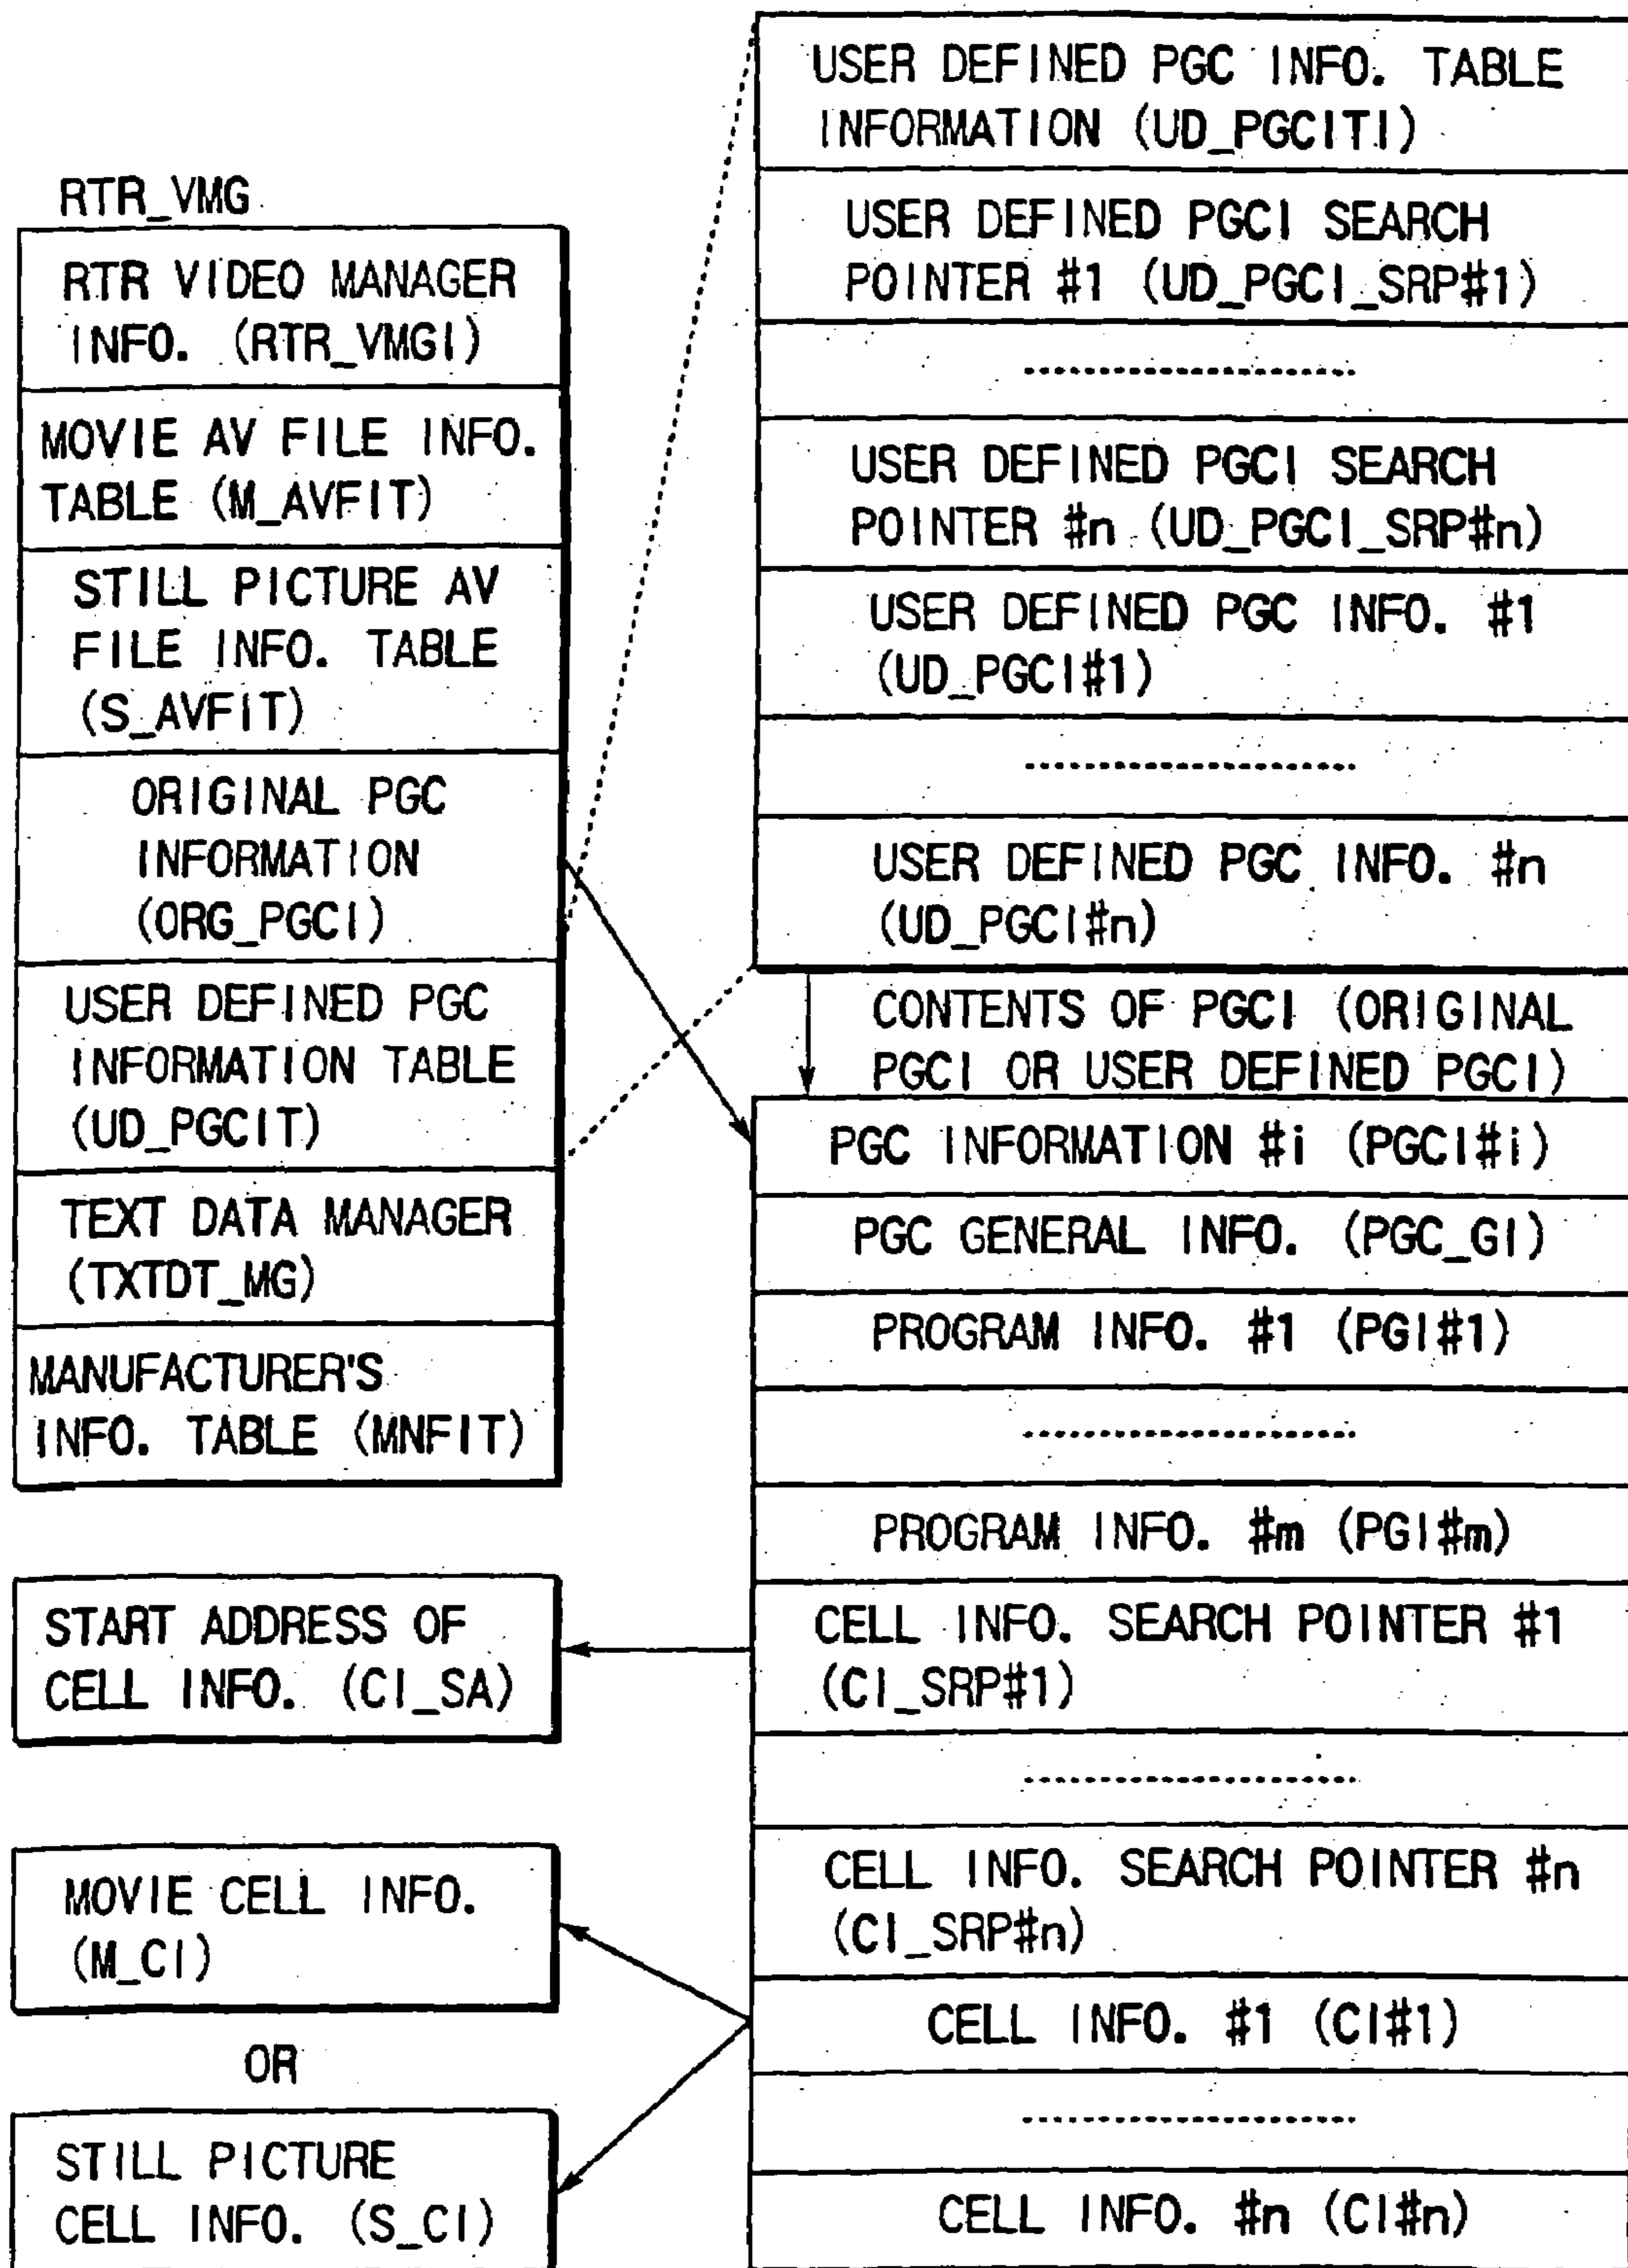 RTR_VMG
RTR VIDEO MANAGER
INFO. (RTR_VMGI)
MOVIE AV FILE INFO.
TABLE (M_AVFIT)
STILL PICTURE AV
FILE INFO. TABLE
(S_AVFIT)
ORIGINAL PGC
INFORMATION
(ORG_PGCI)
USER DEFINED PGC
INFORMATION TABLE
(UD_PGCIT)
TEXT DATA MANAGER
(TXTDT_MG)
MANUFACTURER'S
INFO. TABLE (MNFIT)
START ADDRESS OF
CELL INFO. (CI_SA)
MOVIE CELL INFO.
(M_CI)
OR
STILL PICTURE
CELL INFO. (S_CI)
USER DEFINED PGC INFO. TABLE
INFORMATION (UD_PGCITI)
USER DEFINED PGCI SEARCH
POINTER #1 (UD_PGCI_SRP#1)
USER DEFINED PGCI SEARCH
POINTER #n (UD_PGCI_SRP#n)
USER DEFINED PGC INFO. #1
(UD_PGCI#1)
USER DEFINED PGC INFO. #n
(UD_PGCI#n)
CONTENTS OF PGCI (ORIGINAL
PGCI OR USER DEFINED PGCI)
PGC INFORMATION #i (PGCI#i)
PGC GENERAL INFO. (PGC_GI)
PROGRAM INFO. #1 (PGI#1)
PROGRAM INFO. #m (PGI#m)
CELL INFO. SEARCH POINTER #1
(CI_SRP#1)
CELL INFO. SEARCH POINTER #n
(CI_SRP#n)
CELL INFO. #1 (CI#1)
CELL INFO. #n (CI#n)